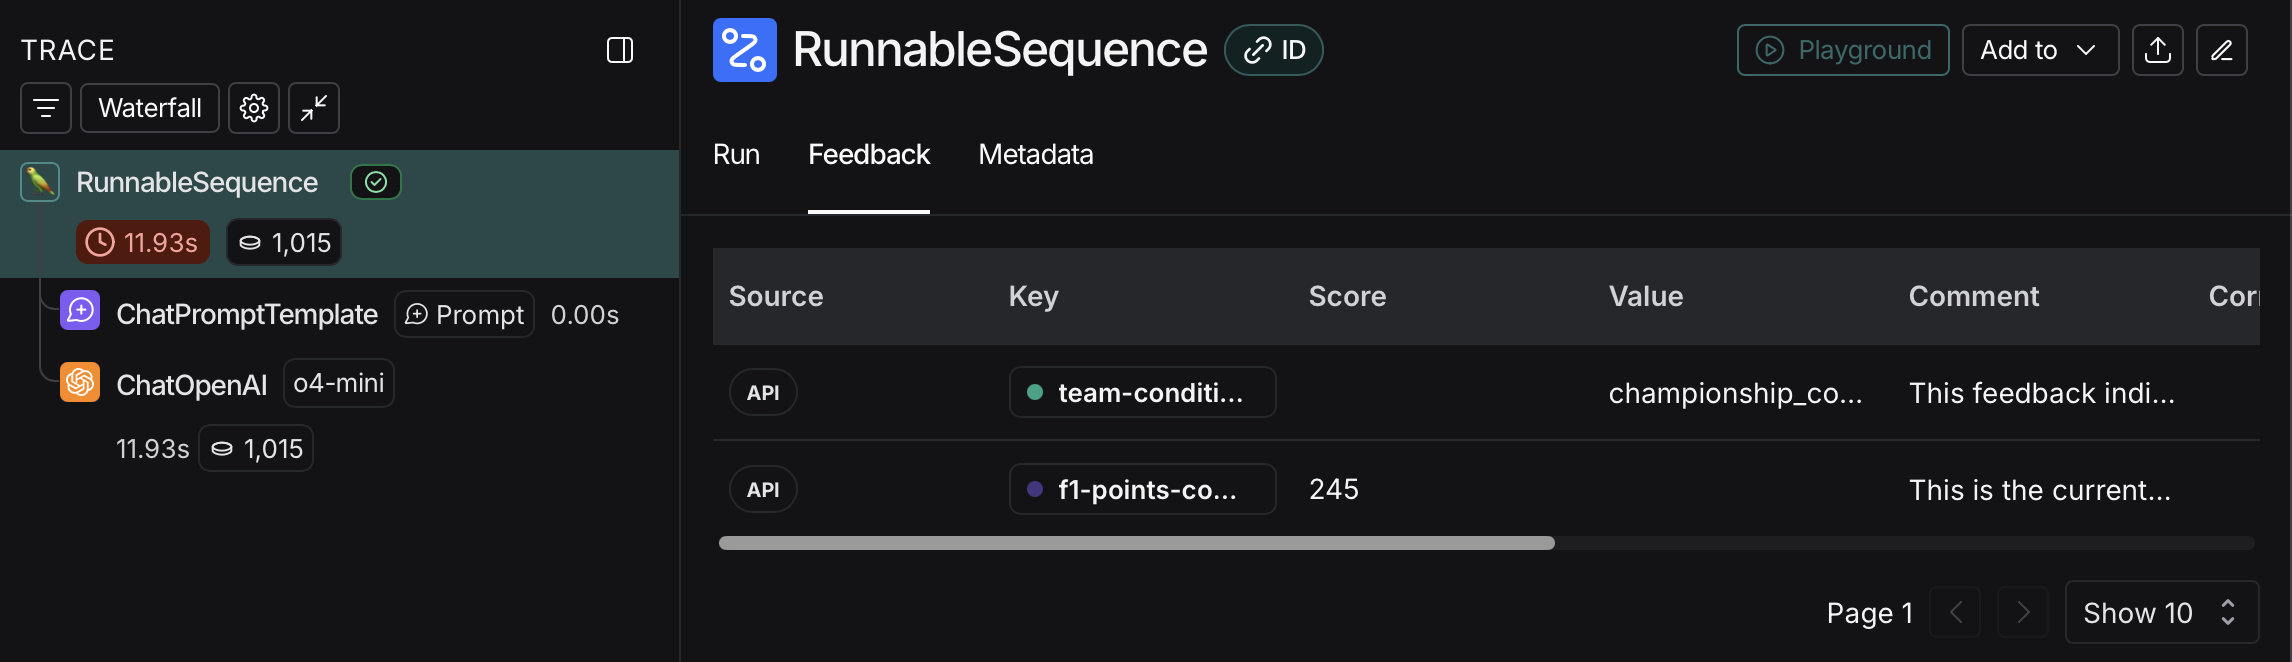 TRACE
Waterfall
RunnableSequence
11.93s 1,015
ChatPromptTemplate Prompt 0.00s
ChatOpenAI o4-mini
11.93s 1,015
RunnableSequence ID
Playground Add to
Run Feedback Metadata
Source Key Score Value Comment Corr
API team-conditi... championship_co... This feedback indi...
API f1-points-co... 245 This is the current...
Page 1 Show 10